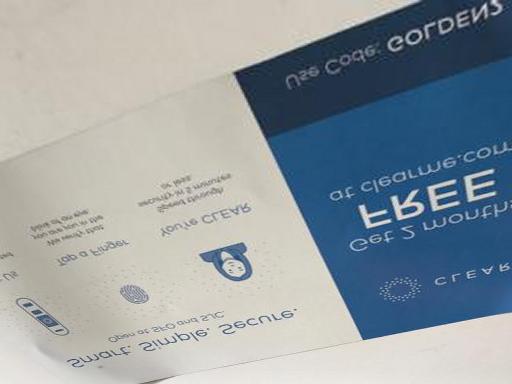 Smart. Simple. Secure.
Open at SFO and SJC
Us
Tap a Finger
We verify that
you are you in the
blink of an eye.
You're CLEAR
Speed through
security in 5 minutes
or less.
CLEAR
Get 2 months
FREE
at clearme.com
Use Code: